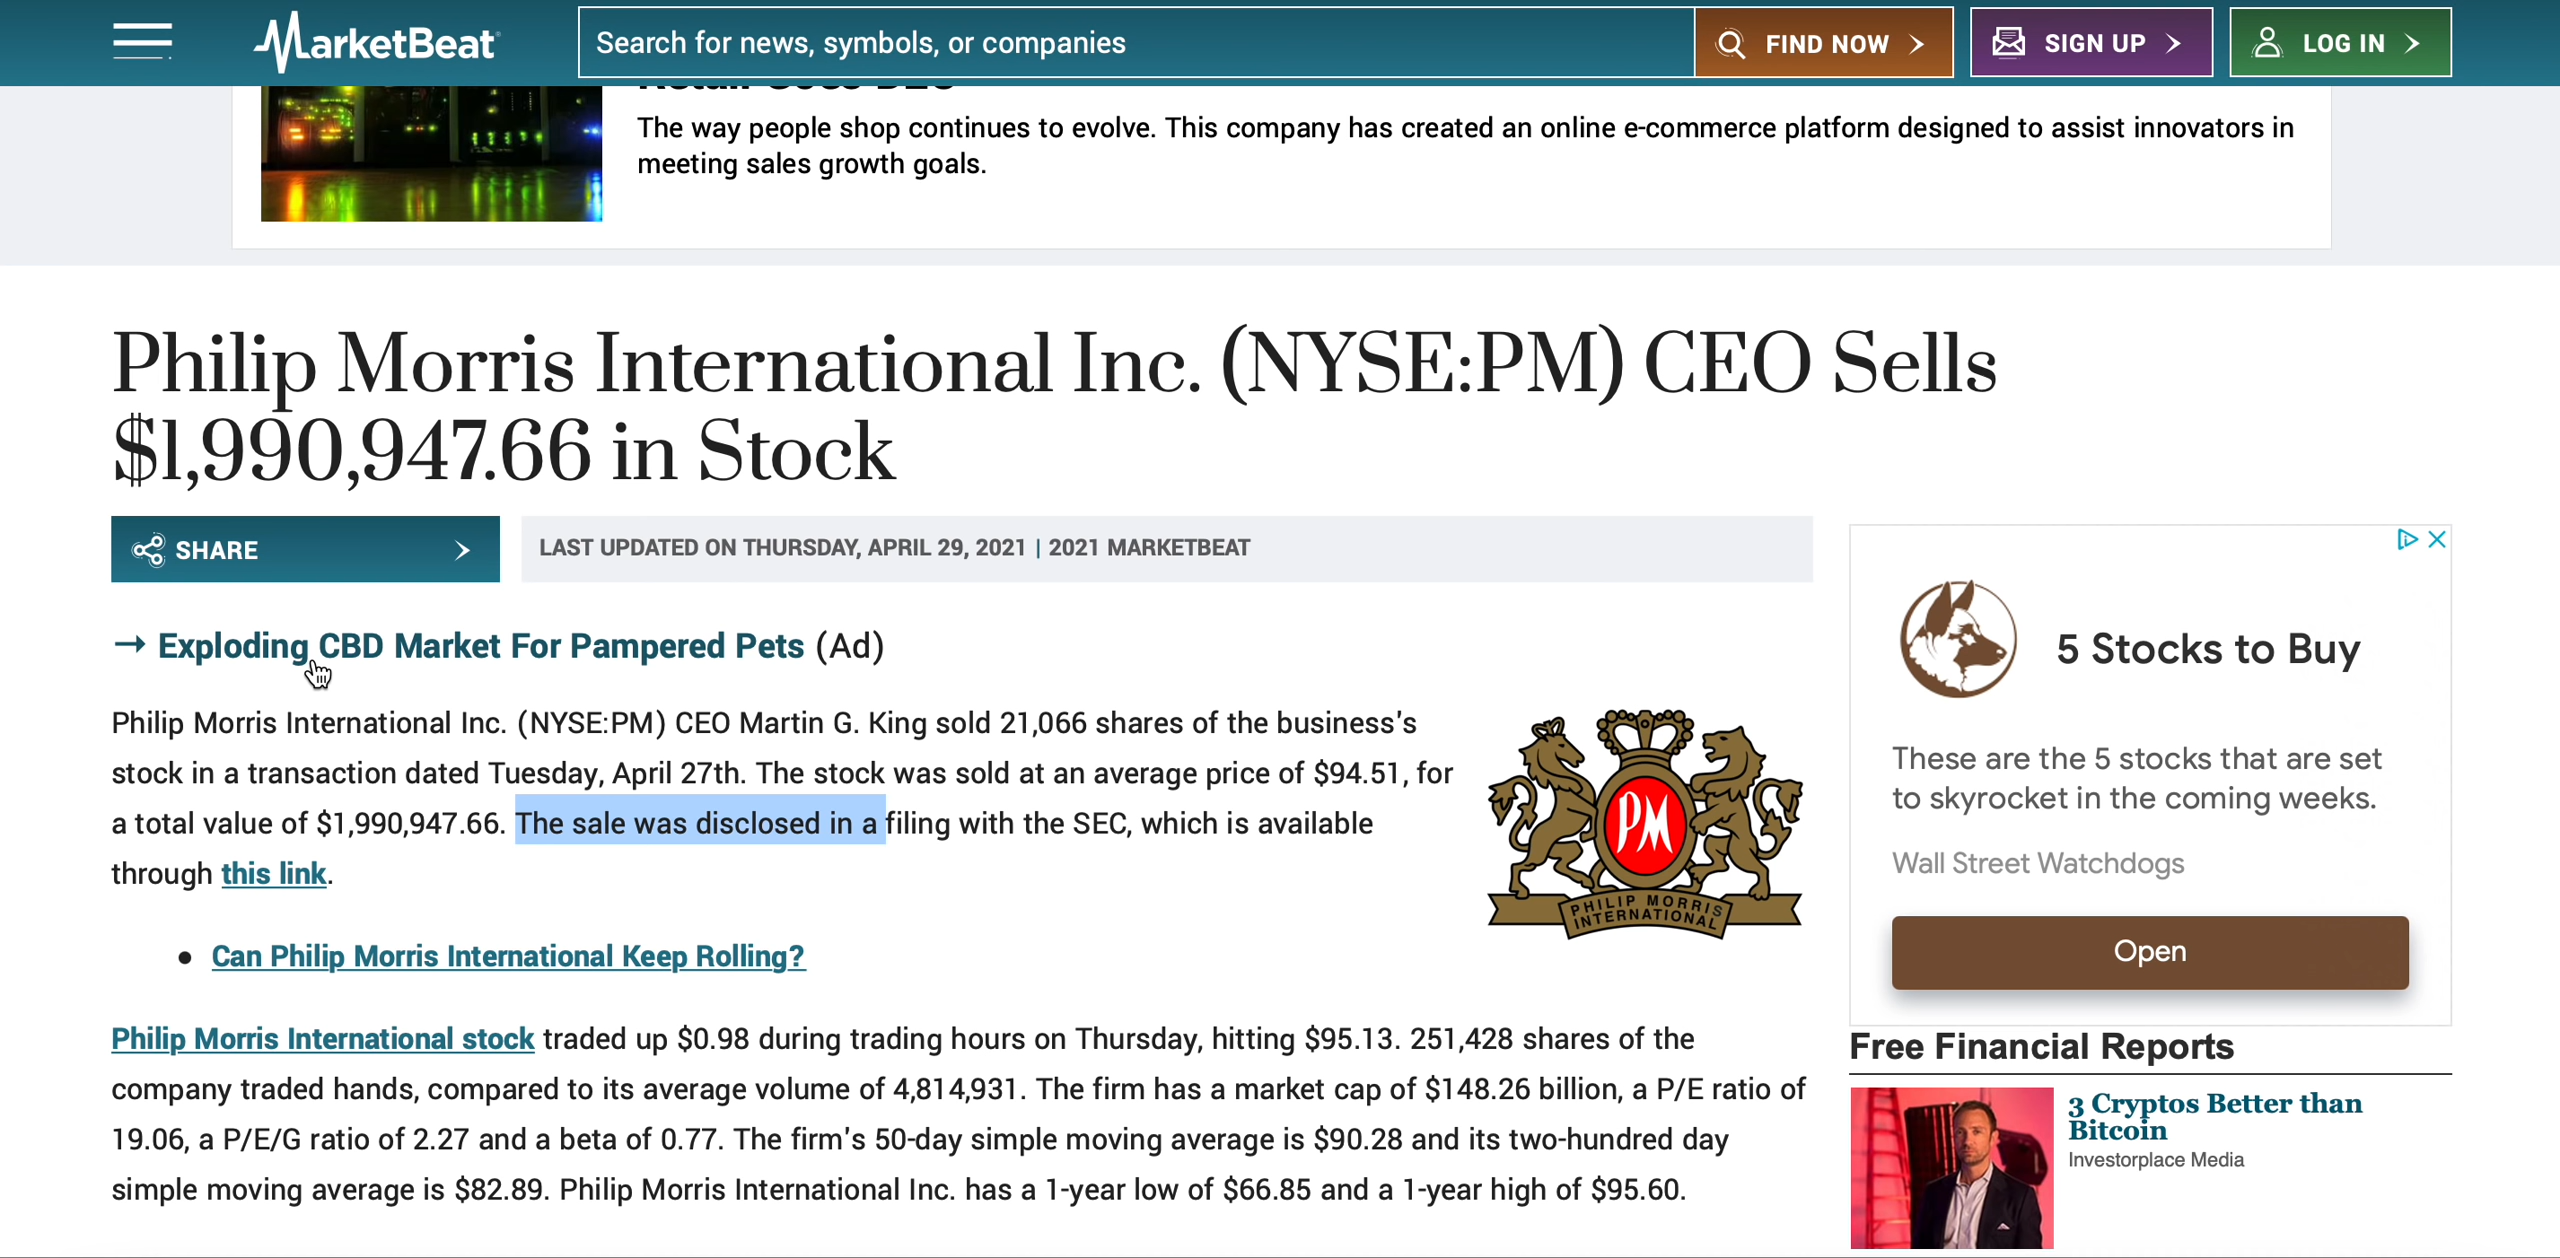 MarketBeat
Search for news, symbols, or companies
FIND NOW
SIGN UP
LOG IN
The way people shop continues to evolve. This company has created an online e-commerce platform designed to assist innovators in
meeting sales growth goals.
Philip Morris International Inc. (NYSE:PM) CEO Sells
$1,990,947.66 in Stock
SHARE
LAST UPDATED ON THURSDAY, APRIL 29, 2021 | 2021 MARKETBEAT
→ Exploding CBD Market For Pampered Pets (Ad)
Philip Morris International Inc. (NYSE:PM) CEO Martin G. King sold 21,066 shares of the business's
stock in a transaction dated Tuesday, April 27th. The stock was sold at an average price of $94.51, for
a total value of $1,990,947.66. The sale was disclosed in a filing with the SEC, which is available
through this link.
PM
PHILIP MORRIS
INTERNATIONAL
• Can Philip Morris International Keep Rolling?
Philip Morris International stock traded up $0.98 during trading hours on Thursday, hitting $95.13. 251,428 shares of the
company traded hands, compared to its average volume of 4,814,931. The firm has a market cap of $148.26 billion, a P/E ratio of
19.06, a P/E/G ratio of 2.27 and a beta of 0.77. The firm's 50-day simple moving average is $90.28 and its two-hundred day
simple moving average is $82.89. Philip Morris International Inc. has a 1-year low of $66.85 and a 1-year high of $95.60.
5 Stocks to Buy
These are the 5 stocks that are set
to skyrocket in the coming weeks.
Wall Street Watchdogs
Open
Free Financial Reports
3 Cryptos Better than
Bitcoin
Investorplace Media